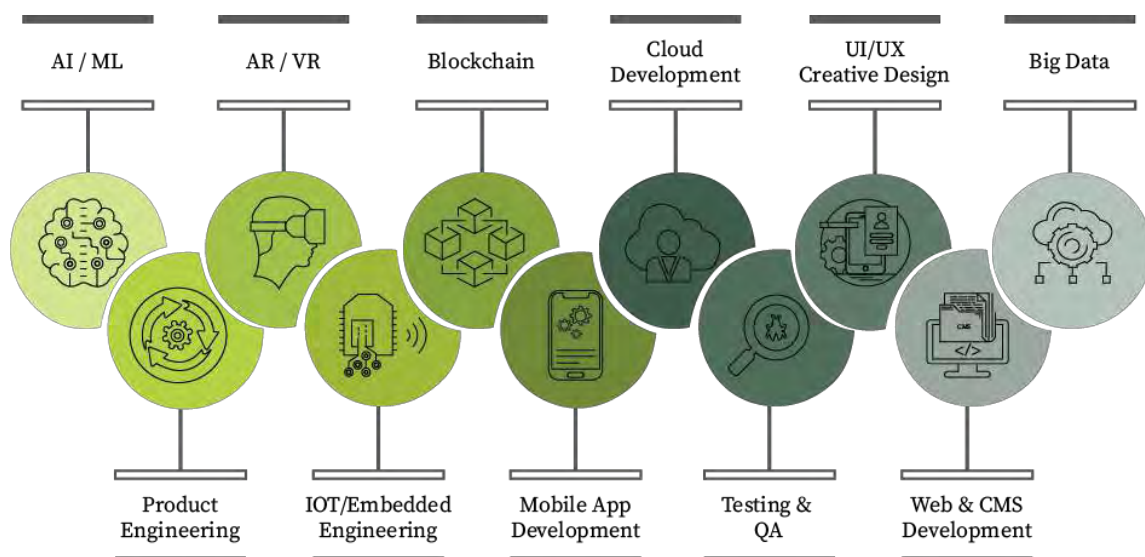 AI / ML
AR / VR
Blockchain
Cloud
Development
UI/UX
Creative Design
Big Data
CMS
</>
Product
Engineering
IOT/Embedded
Engineering
Mobile App
Development
Testing &
QA
Web & CMS
Development